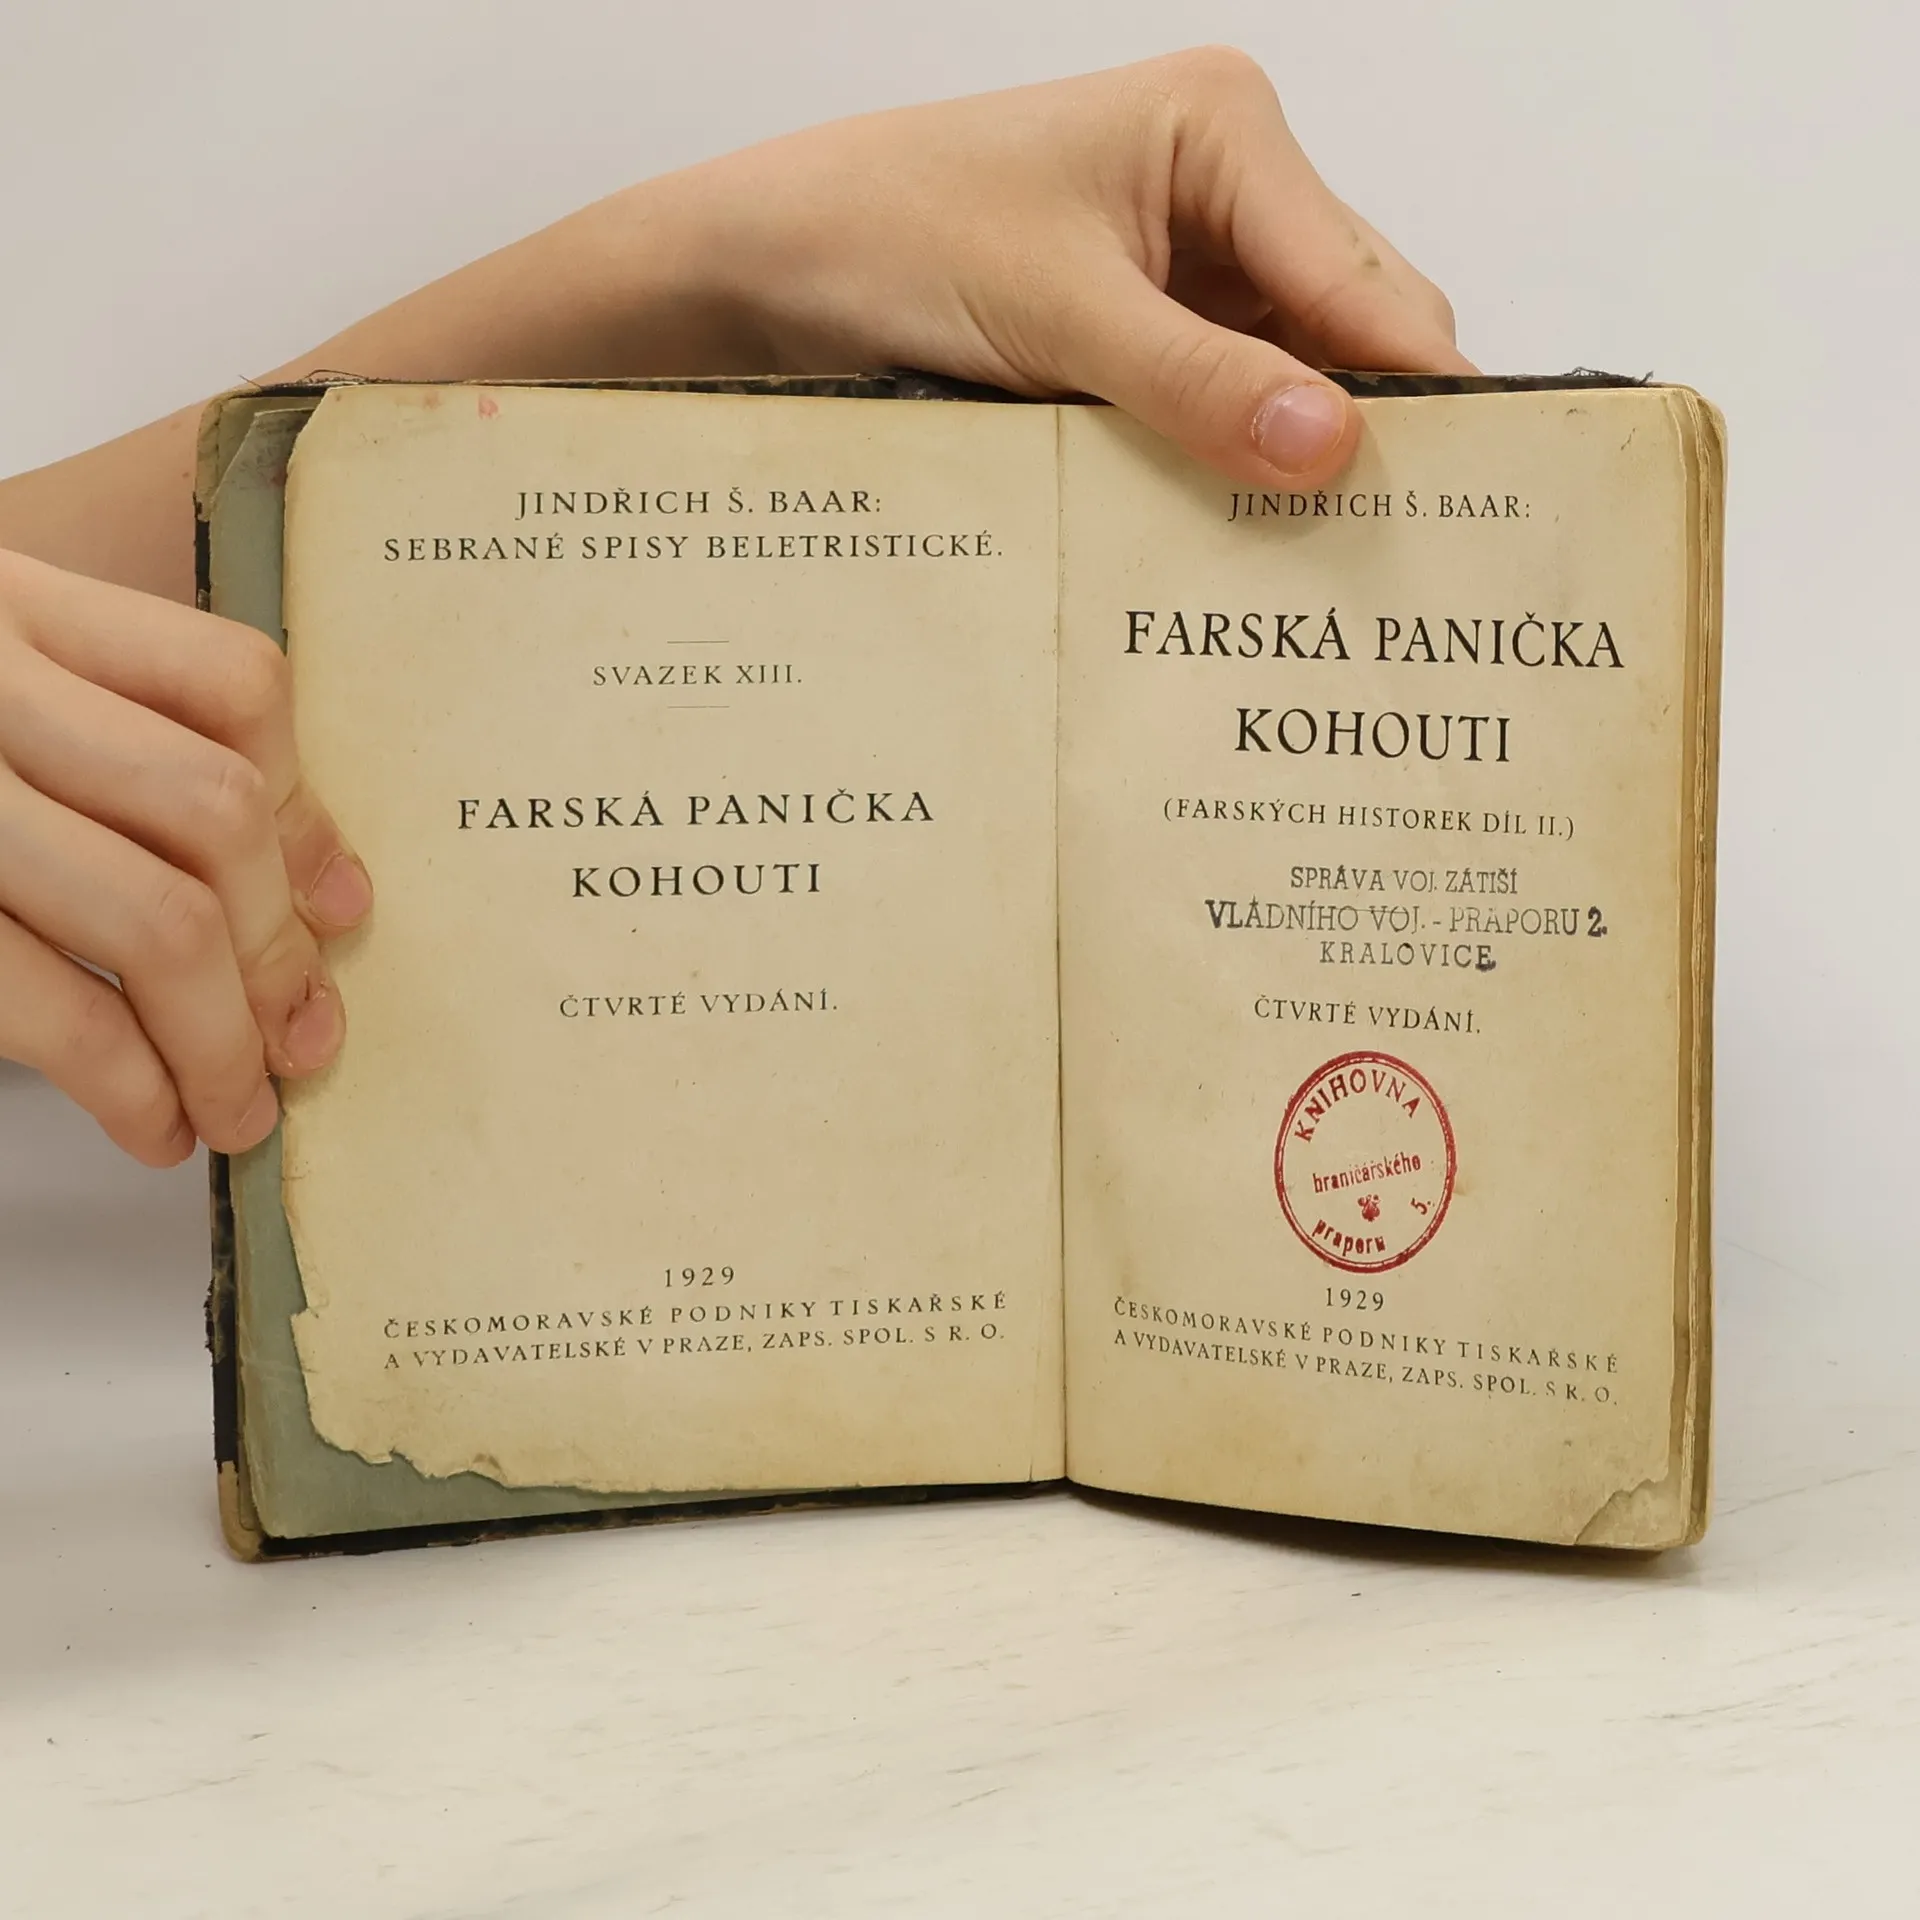 JINDŘICH Š. BAAR:
SEBRANÉ SPISY BELETRISTICKÉ.
SVAZEK XIII.
FARSKÁ PANIČKA
KOHOUTI
ČTVRTÉ VYDÁNÍ.
1929
ČESKOMORAVSKÉ PODNIKY TISKAŘSKÉ
A VYDAVATELSKÉ V PRAZE, ZAPS. SPOL. S R. O.
JINDŘICH Š. BAAR:
FARSKÁ PANIČKA
KOHOUTI
(FARSKÝCH HISTOREK DÍL II.)
SPRÁVA VOJ. ZÁTIŠÍ
VLÁDNÍHO VOJ. - PRAPORU 2.
KRALOVICE
ČTVRTÉ VYDÁNÍ.
KNIHOVNA
hraničářského
praporu 5.
1929
ČESKOMORAVSKÉ PODNIKY TISKAŘSKÉ
A VYDAVATELSKÉ V PRAZE, ZAPS. SPOL. S R. O.